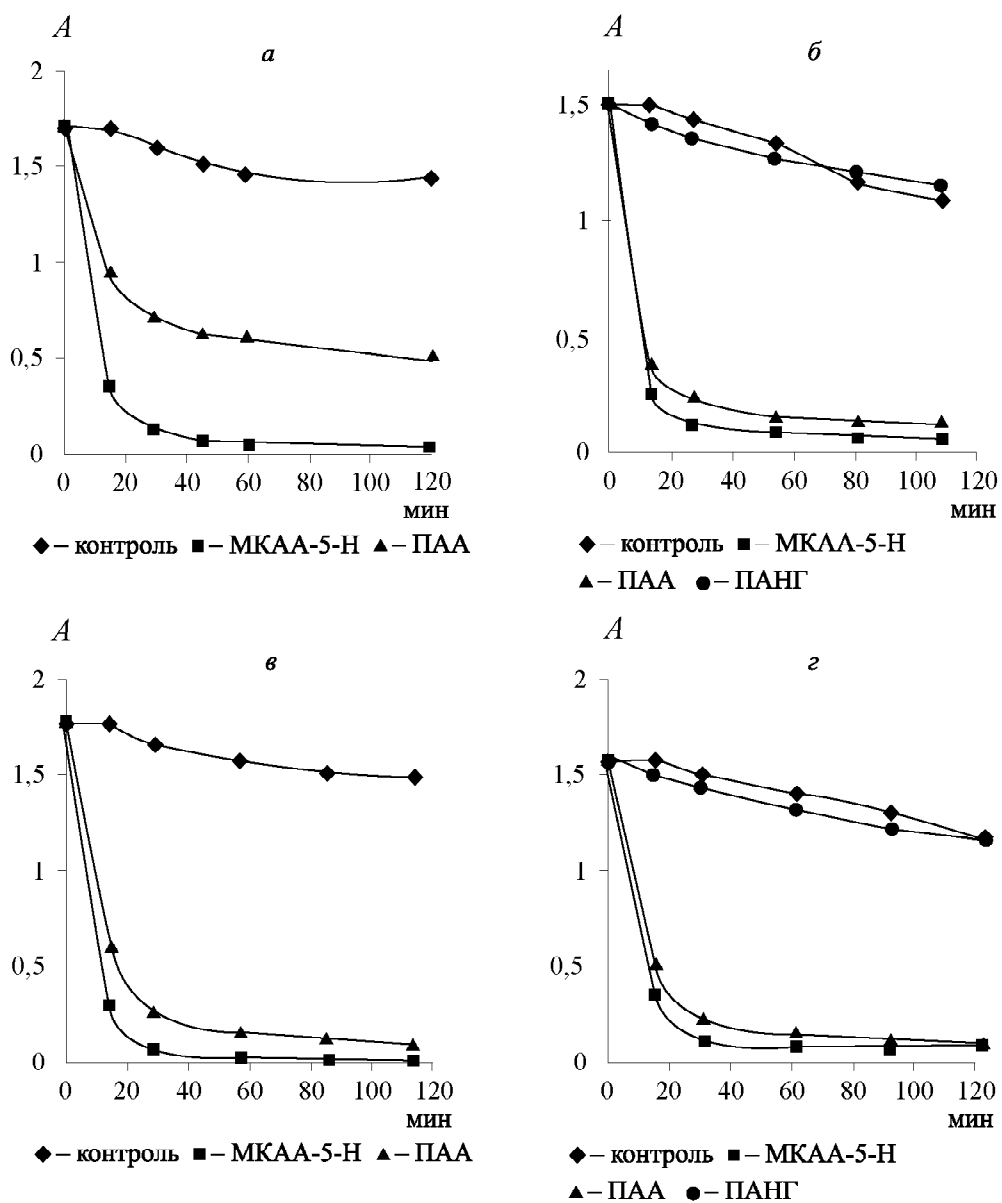 А
а
2
1,5
1
0,5
0
0 20 40 60 80 100 120
мин
– контроль – МКАА-5-Н – ПАА
А
б
1,5
1
0,5
0
0 20 40 60 80 100 120
мин
– контроль – МКЛЛ-5-Н
– ПАА – ПАНГ
А
в
2
1,5
1
0,5
0
0 20 40 60 80 100 120
мин
– контроль – МКАА-5-Н – ПАА
А
г
2
1,5
1
0,5
0
0 20 40 60 80 100 120
мин
– контроль – МКАА-5-Н
– ПАА – ПАНГ